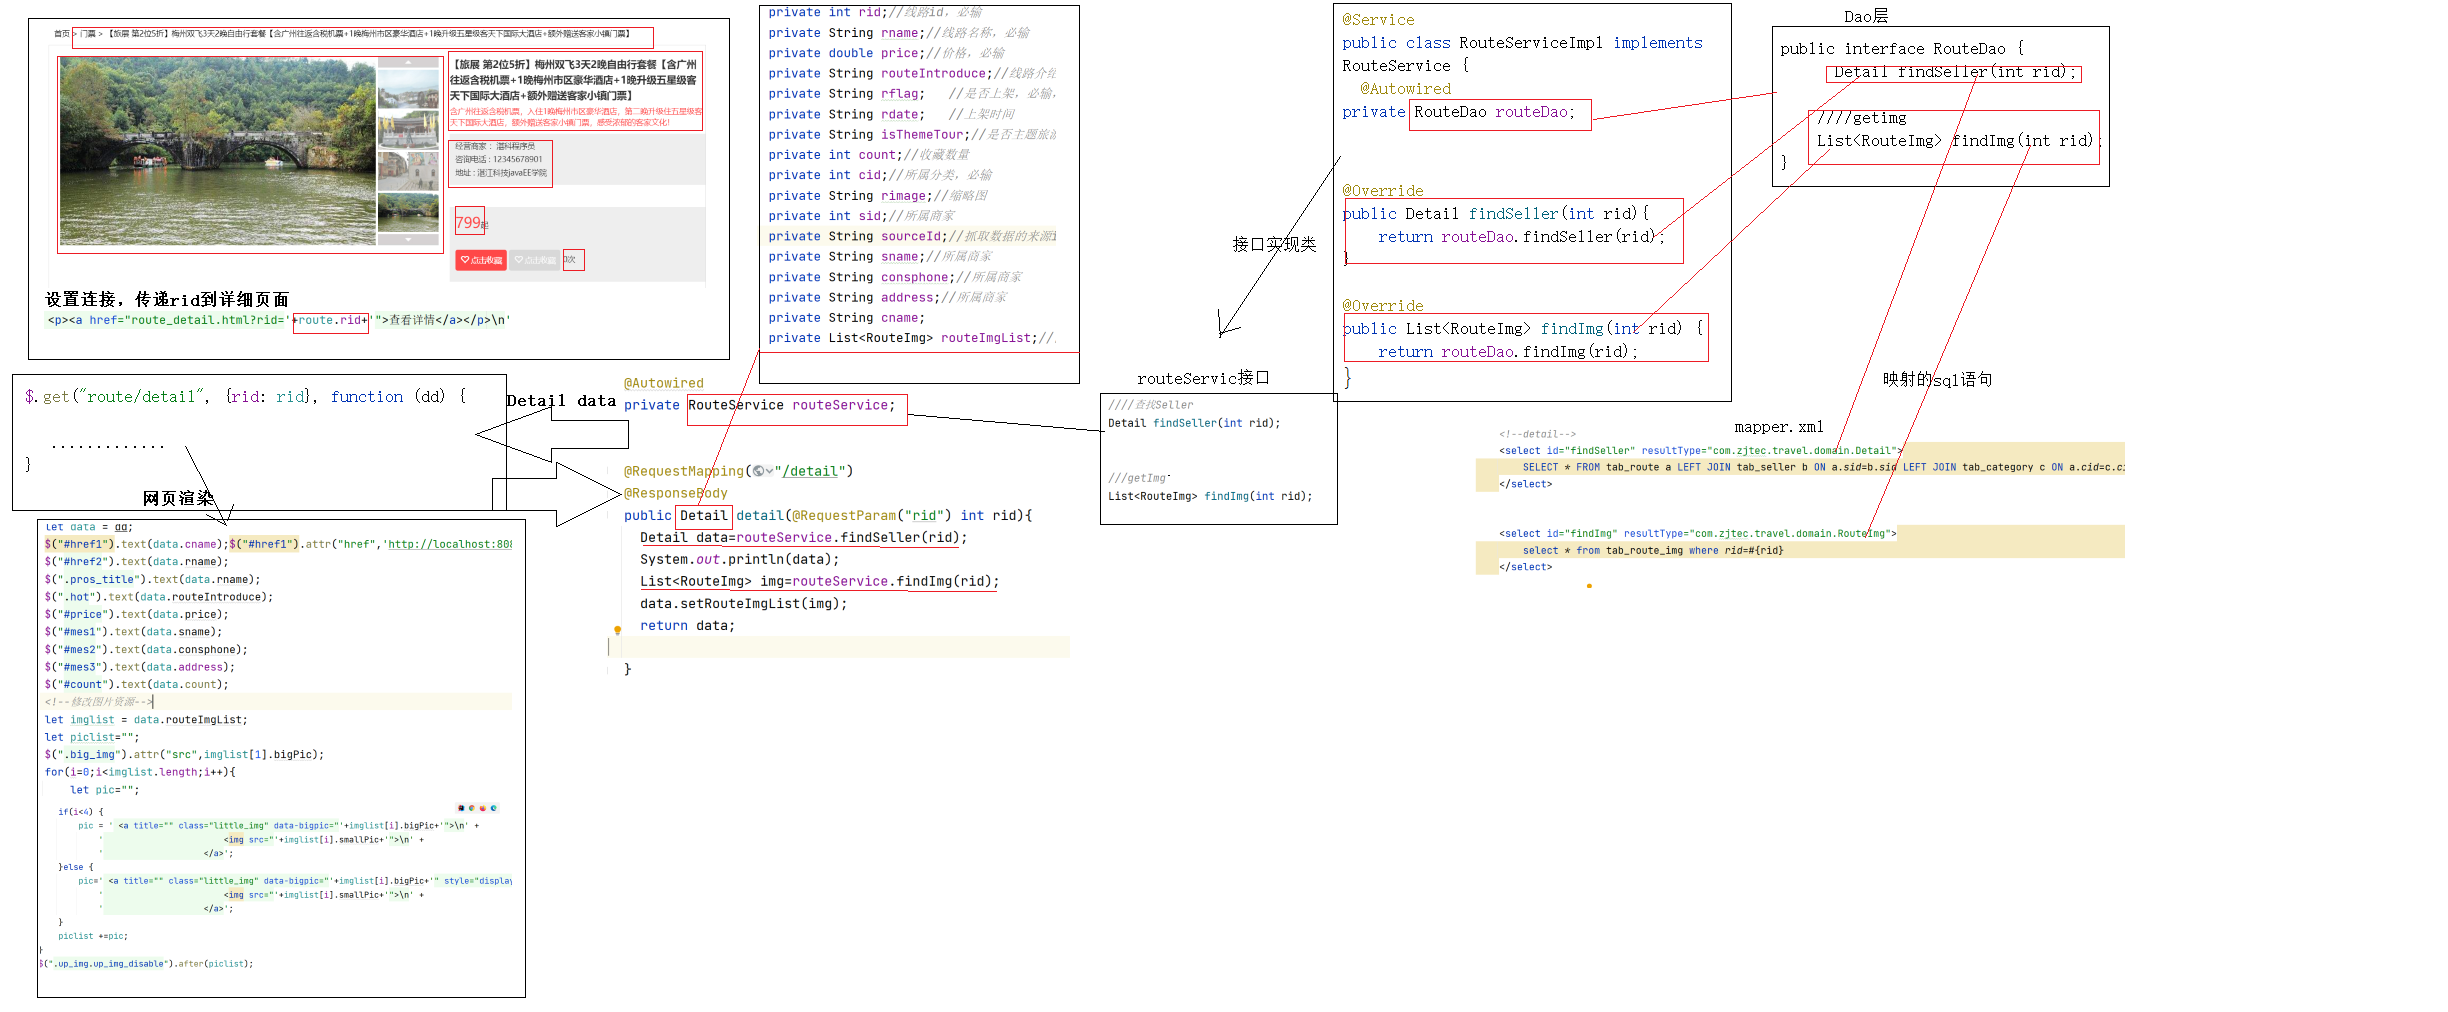 首页 > 门票 > 【旅展 第2位5折】梅州双飞3天2晚自由行套餐【含广州往返含税机票+1晚梅州市区豪华酒店+1晚升级五星级客天下国际大酒店+额外赠送客家小镇门票】
【旅展 第2位5折】梅州双飞3天2晚自由行套餐【含广州
往返含税机票+1晚梅州市区豪华酒店+1晚升级五星级客
天下国际大酒店+额外赠送客家小镇门票】
含广州往返含税机票，入住1晚梅州市区豪华酒店，第二晚升级住五星级客
天下国际大酒店，额外赠送客家小镇门票，感受浓郁的客家文化！
经营商家： 湛科程序员
咨询电话 : 12345678901
地址 : 湛江科技javaEE学院
799起
点击收藏 点击收藏 0次
设置连接，传递rid到详细页面
<p><a href="route_detail.html?rid='+route.rid+'">查看详情</a></p>\n'
$.get("route/detail", {rid: rid}, function (dd) {
.............
}
网页渲染
Detail data
let data = dd;
$("#href1").text(data.cname);$("#href1").attr("href",'http://localhost:808
$("#href2").text(data.rname);
$(".pros_title").text(data.rname);
$(".hot").text(data.routeIntroduce);
$("#price").text(data.price);
$("#mes1").text(data.sname);
$("#mes2").text(data.consphone);
$("#mes3").text(data.address);
$("#count").text(data.count);
<!--修改图片资源-->
let imglist = data.routeImgList;
let piclist="";
$(".big_img").attr("src",imglist[1].bigPic);
for(i=0;i<imglist.length;i++){
let pic="";
if(i<4) {
pic = ' <a title="" class="little_img" data-bigpic="'+imglist[i].bigPic+'">\n' +
' <img src="'+imglist[i].smallPic+'">\n' +
' </a>';
}else {
pic=' <a title="" class="little_img" data-bigpic="'+imglist[i].bigPic+'" style="display
' <img src="'+imglist[i].smallPic+'">\n' +
' </a>';
}
piclist +=pic;
}
$(".up_img.up_img_disable").after(piclist);
private int rid;//线路id，必输
private String rname;//线路名称，必输
private double price;//价格，必输
private String routeIntroduce;//线路介绍
private String rflag; //是否上架，必输，
private String rdate; //上架时间
private String isThemeTour;//是否主题旅游
private int count;//收藏数量
private int cid;//所属分类，必输
private String rimage;//缩略图
private int sid;//所属商家
private String sourceId;//抓取数据的来源i
private String sname;//所属商家
private String consphone;//所属商家
private String address;//所属商家
private String cname;
private List<RouteImg> routeImgList;//
@Autowired
private RouteService routeService;
@RequestMapping("/detail")
@ResponseBody
public Detail detail(@RequestParam("rid") int rid){
Detail data=routeService.findSeller(rid);
System.out.println(data);
List<RouteImg> img=routeService.findImg(rid);
data.setRouteImgList(img);
return data;
}
routeServic接口
////查找Seller
Detail findSeller(int rid);
///getImg
List<RouteImg> findImg(int rid);
接口实现类
@Service
public class RouteServiceImpl implements
RouteService {
@Autowired
private RouteDao routeDao;
@Override
public Detail findSeller(int rid){
return routeDao.findSeller(rid);
}
@Override
public List<RouteImg> findImg(int rid) {
return routeDao.findImg(rid);
}
Dao层
public interface RouteDao {
Detail findSeller(int rid);
////getimg
List<RouteImg> findImg(int rid);
}
映射的sql语句
mapper.xml
<!--detail-->
<select id="findSeller" resultType="com.zjtec.travel.domain.Detail">
SELECT * FROM tab_route a LEFT JOIN tab_seller b ON a.sid=b.sid LEFT JOIN tab_category c ON a.cid=c.ci
</select>
<select id="findImg" resultType="com.zjtec.travel.domain.RouteImg">
select * from tab_route_img where rid=#{rid}
</select>